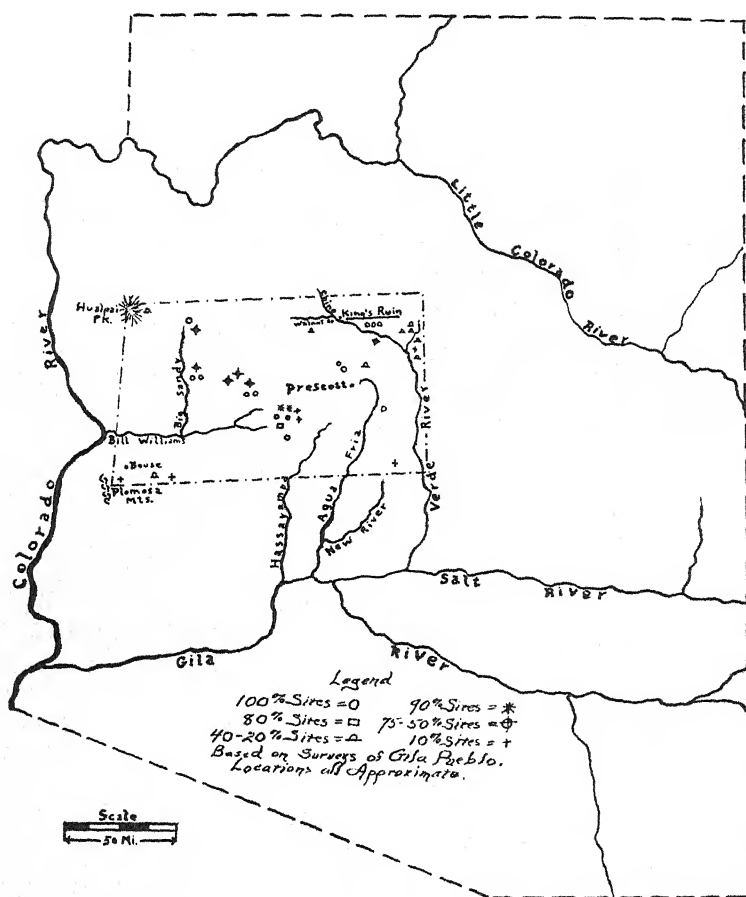 Little
Colorado
River
Hualpai
Pk.
Chino
King's Ruin
Walnut Cr.
River
Big Sandy
Prescott
Bill Williams
Bouse
Plomosa
Mts.
Hassayampa
Agua Fria
New River
Verde River
Colorado
Salt River
Gila River
Legend
100% Sites = O 90% Sites = ✳
80% Sites = □ 75-50% Sites = ⌖
40-20% Sites = △ 10% Sites = +
Based on Surveys of Gila Pueblo.
Locations all Approximate.
Scale
50 Mi.